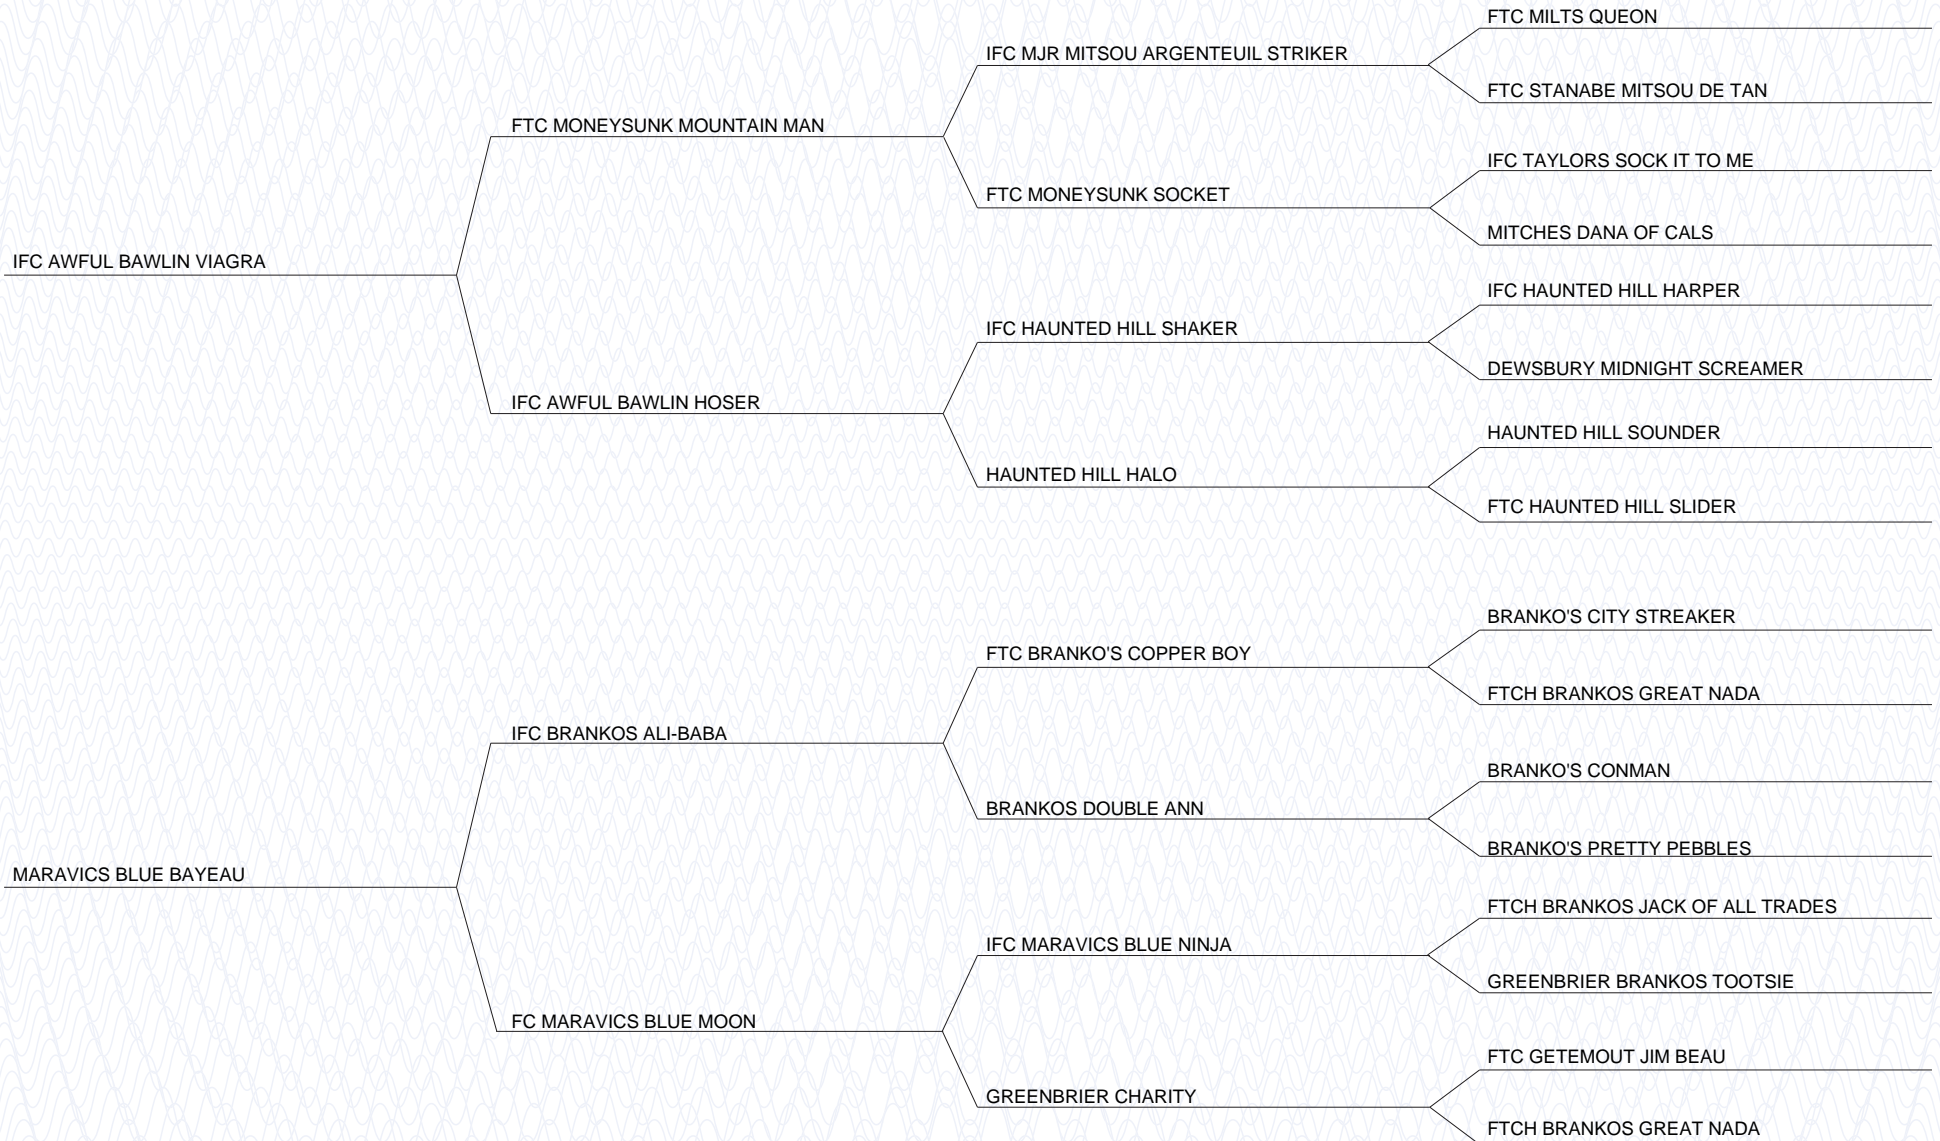 FTC MILTS QUEON
IFC MJR MITSOU ARGENTEUIL STRIKER
FTC STANABE MITSOU DE TAN
FTC MONEYSUNK MOUNTAIN MAN
IFC TAYLORS SOCK IT TO ME
FTC MONEYSUNK SOCKET
MITCHES DANA OF CALS
IFC AWFUL BAWLIN VIAGRA
IFC HAUNTED HILL HARPER
IFC HAUNTED HILL SHAKER
DEWSBURY MIDNIGHT SCREAMER
IFC AWFUL BAWLIN HOSER
HAUNTED HILL SOUNDER
HAUNTED HILL HALO
FTC HAUNTED HILL SLIDER
BRANKO'S CITY STREAKER
FTC BRANKO'S COPPER BOY
FTCH BRANKOS GREAT NADA
IFC BRANKOS ALI-BABA
BRANKO'S CONMAN
BRANKOS DOUBLE ANN
BRANKO'S PRETTY PEBBLES
MARAVICS BLUE BAYEAU
FTCH BRANKOS JACK OF ALL TRADES
IFC MARAVICS BLUE NINJA
GREENBRIER BRANKOS TOOTSIE
FC MARAVICS BLUE MOON
FTC GETEMOUT JIM BEAU
GREENBRIER CHARITY
FTCH BRANKOS GREAT NADA